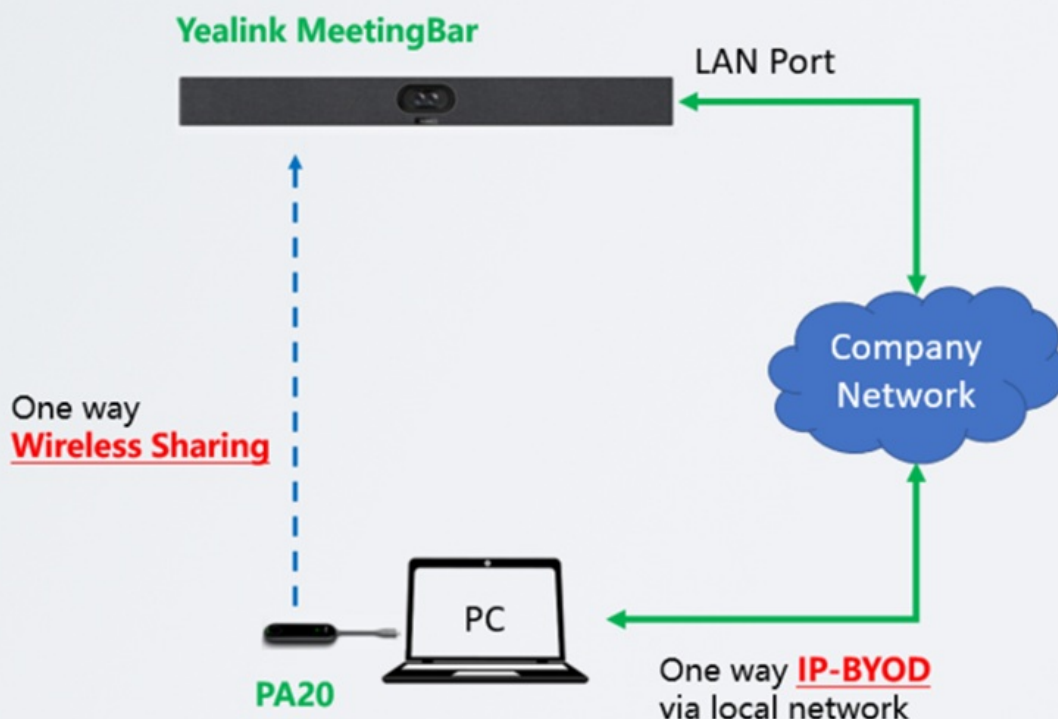 Yealink MeetingBar
LAN Port
Company
Network
One way
Wireless Sharing
PC
PA20
One way IP-BYOD
via local network